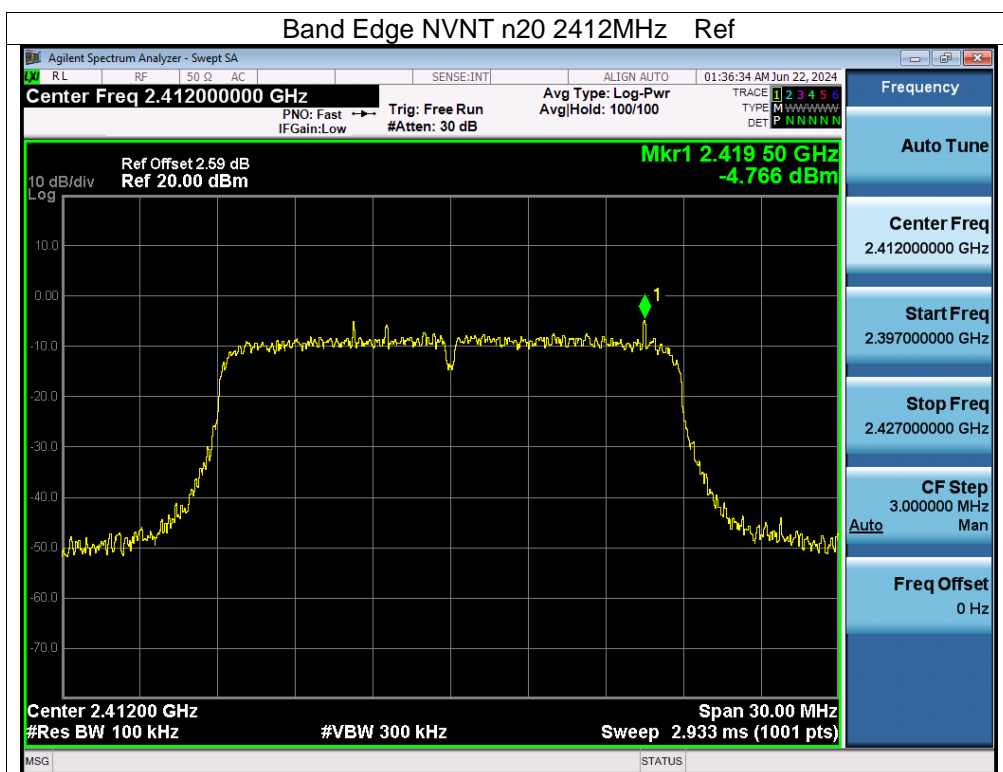 Band Edge NVNT n20 2412MHz Ref
Agilent Spectrum Analyzer - Swept SA
LXI RL RF 50 Ω AC SENSE:INT ALIGN AUTO 01:36:34 AM Jun 22, 2024
Center Freq 2.412000000 GHz
PNO: Fast
IFGain:Low
Trig: Free Run
#Atten: 30 dB
Avg Type: Log-Pwr
Avg|Hold: 100/100
TRACE 1 2 3 4 5 6
TYPE M WWWWW
DET P N N N N N
Mkr1 2.419 50 GHz
-4.766 dBm
Ref Offset 2.59 dB
10 dB/div Ref 20.00 dBm
Log
10.0
0.00
-10.0
-20.0
-30.0
-40.0
-50.0
-60.0
-70.0
1
Center 2.41200 GHz
Span 30.00 MHz
#Res BW 100 kHz
#VBW 300 kHz
Sweep 2.933 ms (1001 pts)
MSG
STATUS
Frequency
Auto Tune
Center Freq
2.412000000 GHz
Start Freq
2.397000000 GHz
Stop Freq
2.427000000 GHz
CF Step
3.000000 MHz
Auto Man
Freq Offset
0 Hz